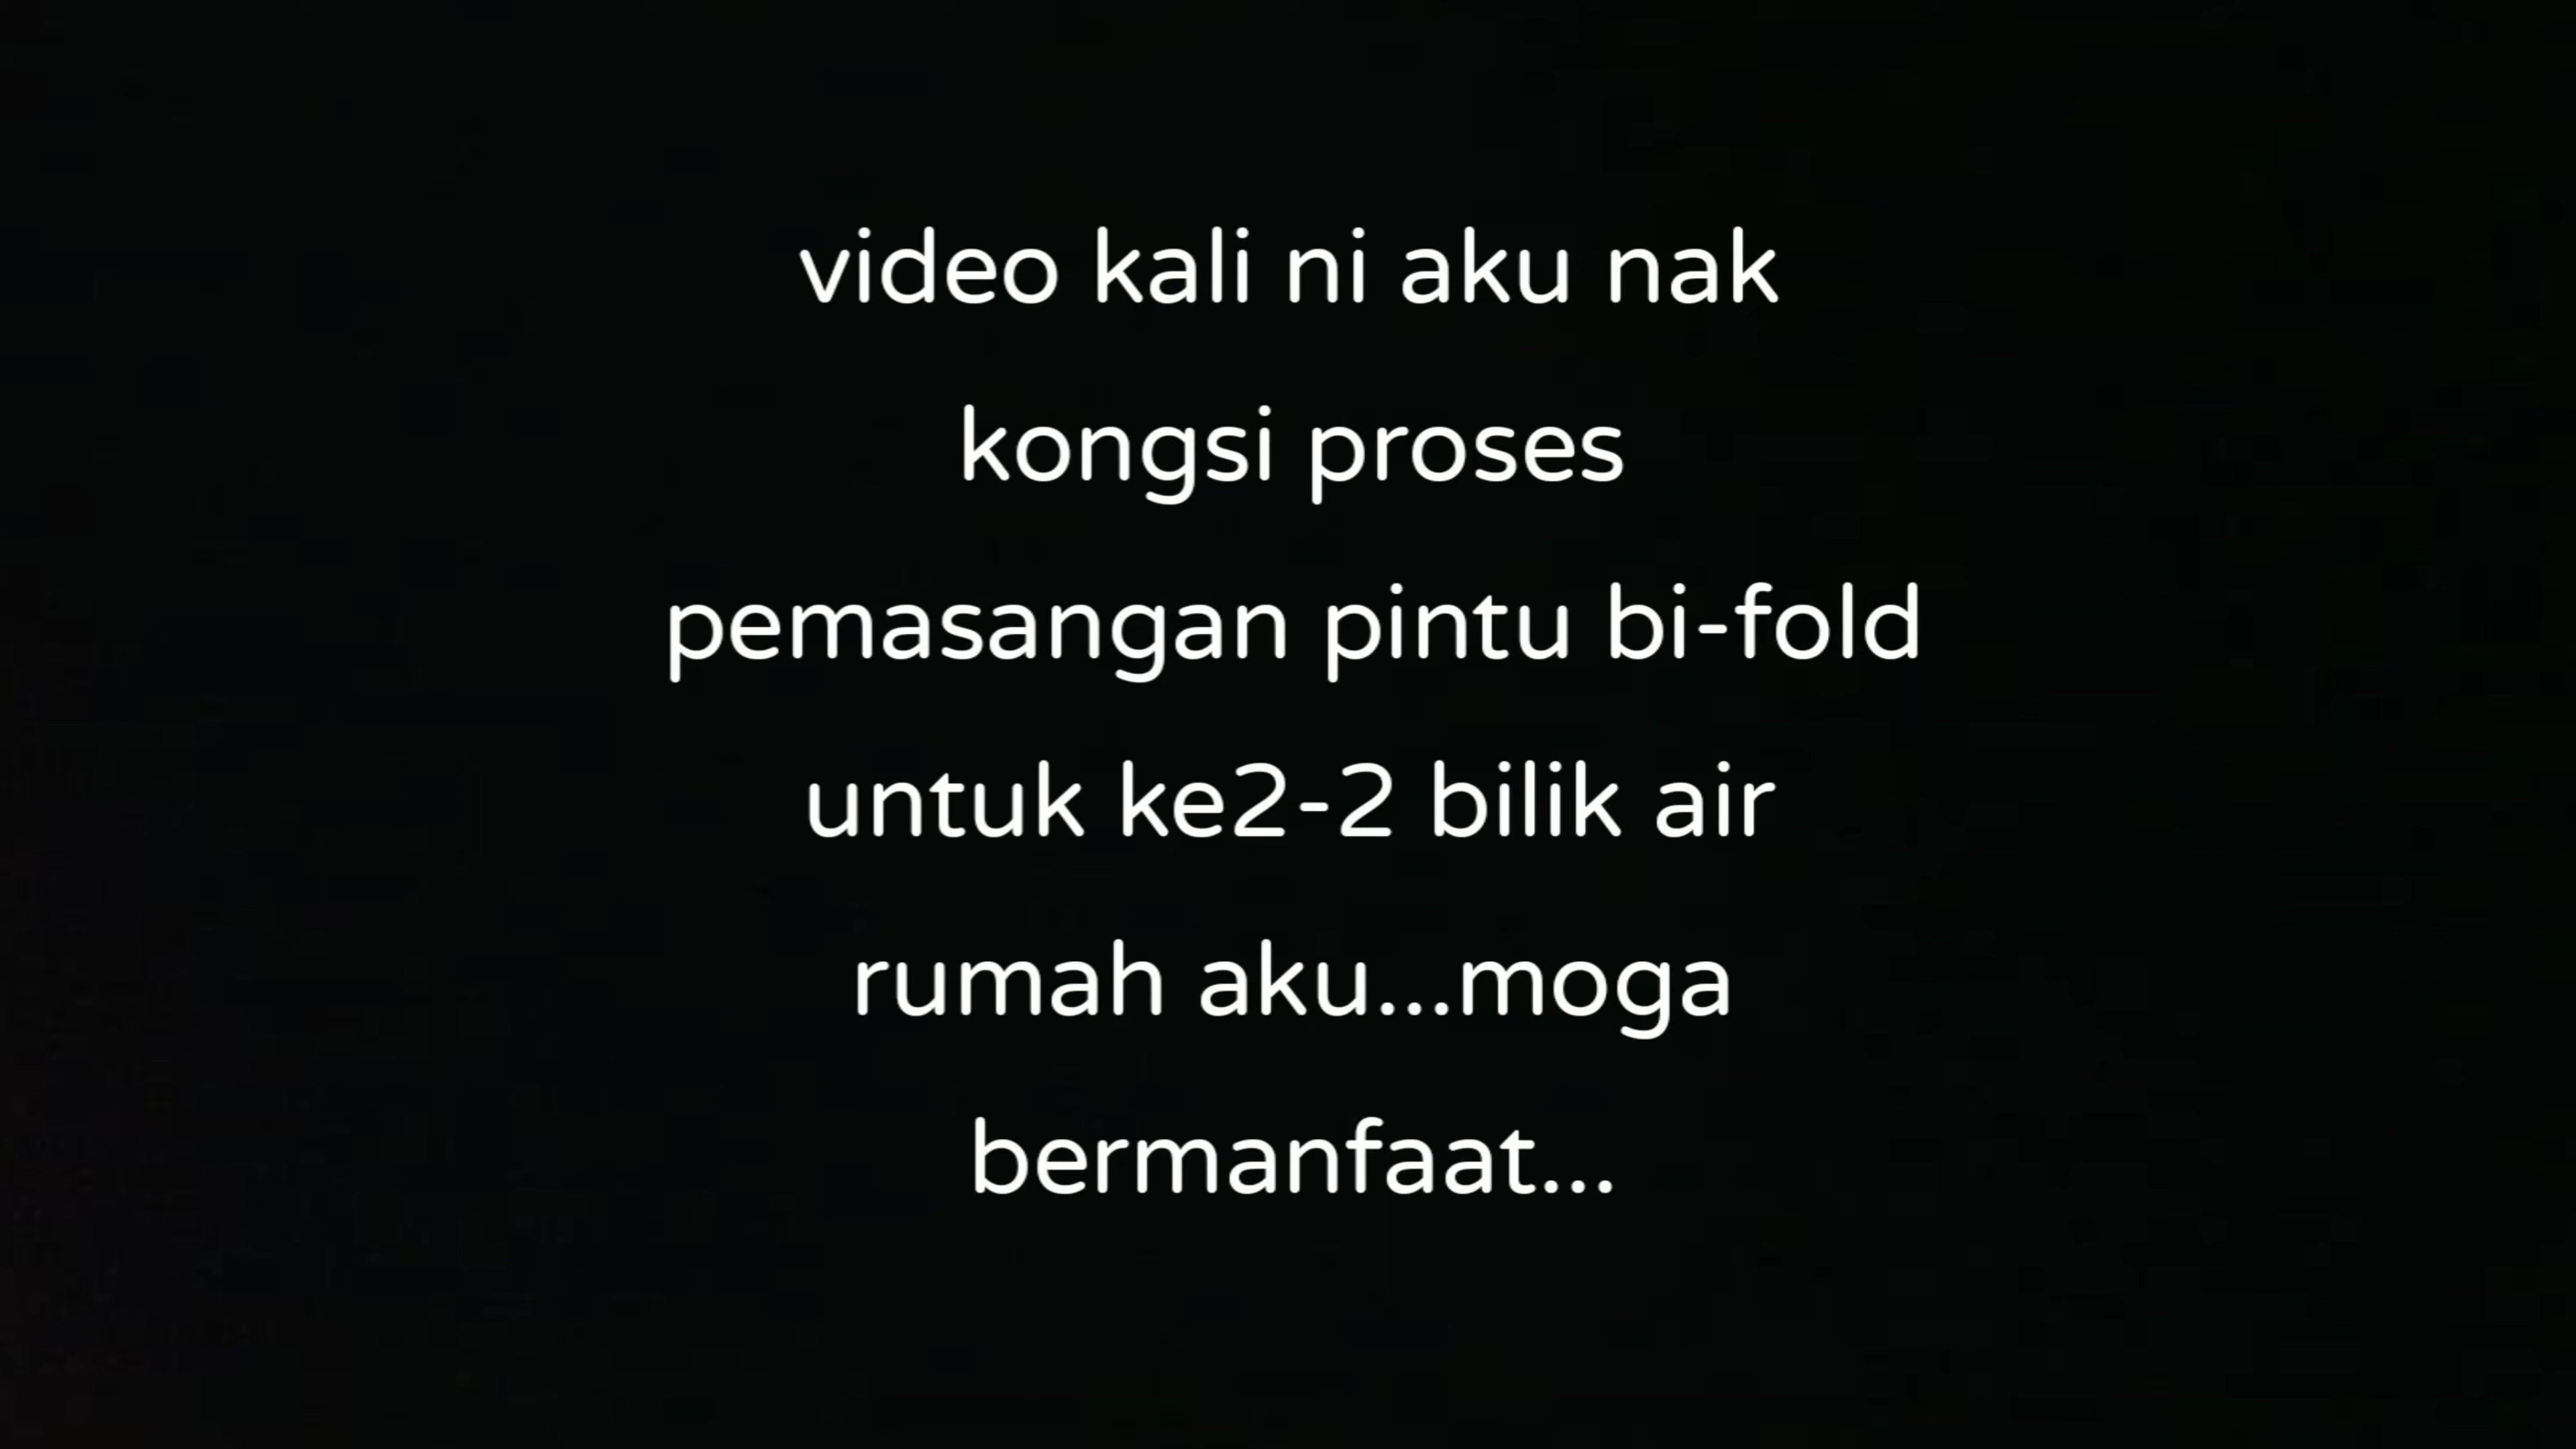 video kali ni aku nak
kongsi proses
pemasangan pintu bi-fold
untuk ke2-2 bilik air
rumah aku...moga
bermanfaat...